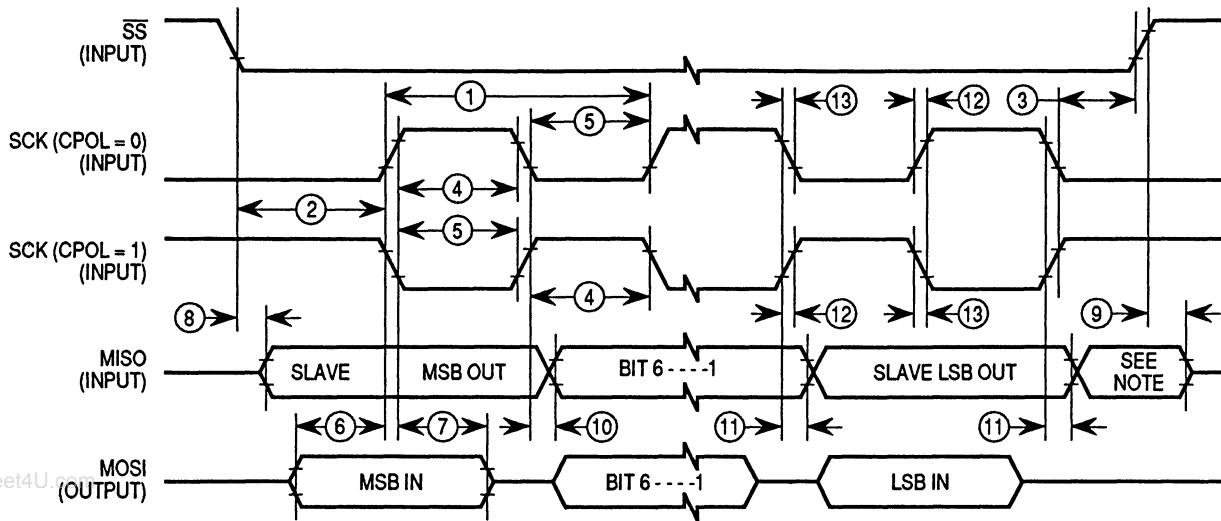 SS
(INPUT)
1
13
12
3
5
SCK (CPOL = 0)
(INPUT)
4
2
5
SCK (CPOL = 1)
(INPUT)
4
8
12
13
9
MISO
(INPUT)
SLAVE
MSB OUT
BIT 6 - - - - 1
SLAVE LSB OUT
SEE
NOTE
6
7
10
11
11
MOSI
(OUTPUT)
MSB IN
BIT 6 - - - - 1
LSB IN
eet4U.com